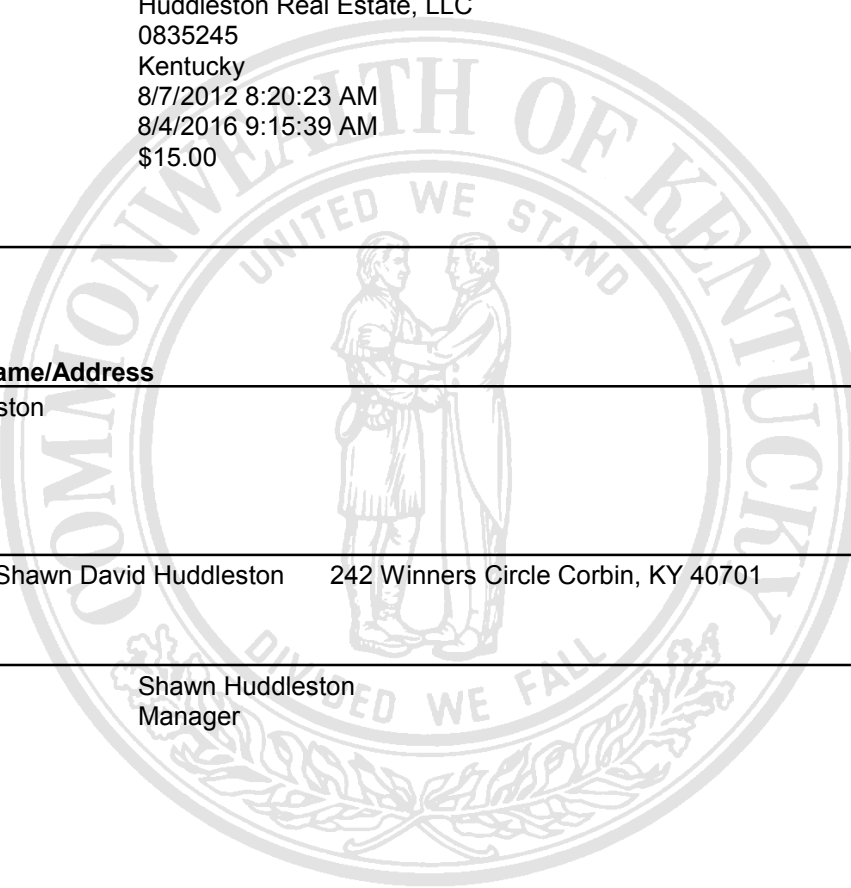 Huddleston Real Estate, LLC
0835245
Kentucky
8/7/2012 8:20:23 AM
8/4/2016 9:15:39 AM
$15.00
COMMONWEALTH OF KENTUCKY
UNITED WE STAND
ame/Address
ston
Shawn David Huddleston 242 Winners Circle Corbin, KY 40701
DIVIDED WE FALL
Shawn Huddleston
Manager